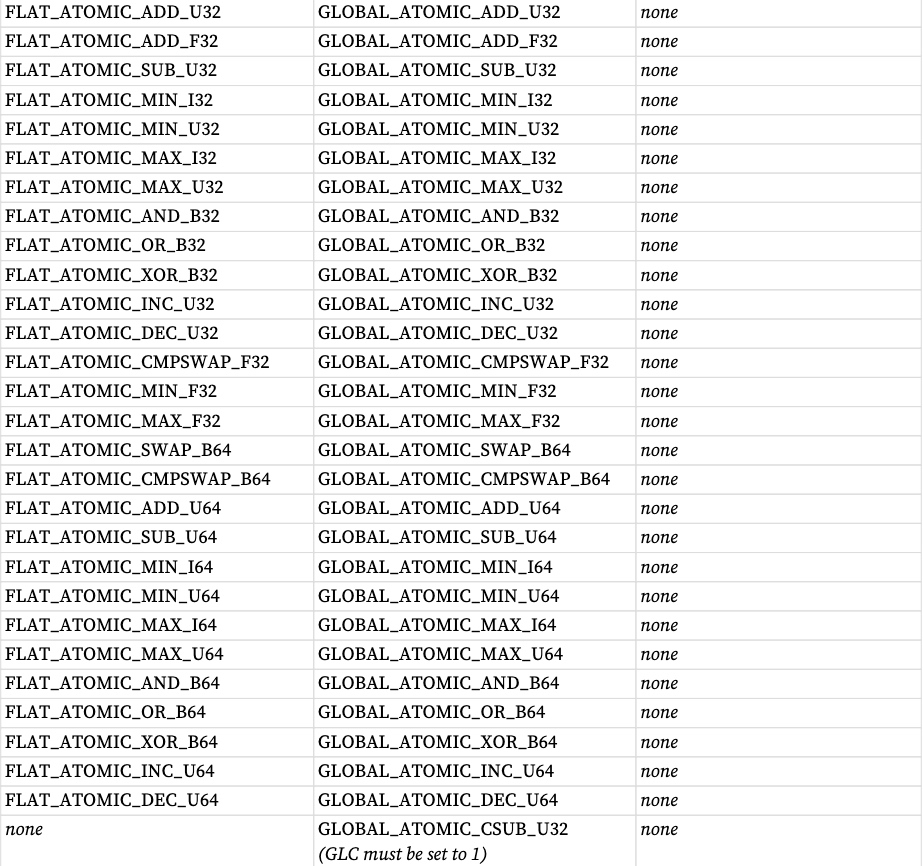 FLAT_ATOMIC_ADD_U32 GLOBAL_ATOMIC_ADD_U32 none
FLAT_ATOMIC_ADD_F32 GLOBAL_ATOMIC_ADD_F32 none
FLAT_ATOMIC_SUB_U32 GLOBAL_ATOMIC_SUB_U32 none
FLAT_ATOMIC_MIN_I32 GLOBAL_ATOMIC_MIN_I32 none
FLAT_ATOMIC_MIN_U32 GLOBAL_ATOMIC_MIN_U32 none
FLAT_ATOMIC_MAX_I32 GLOBAL_ATOMIC_MAX_I32 none
FLAT_ATOMIC_MAX_U32 GLOBAL_ATOMIC_MAX_U32 none
FLAT_ATOMIC_AND_B32 GLOBAL_ATOMIC_AND_B32 none
FLAT_ATOMIC_OR_B32 GLOBAL_ATOMIC_OR_B32 none
FLAT_ATOMIC_XOR_B32 GLOBAL_ATOMIC_XOR_B32 none
FLAT_ATOMIC_INC_U32 GLOBAL_ATOMIC_INC_U32 none
FLAT_ATOMIC_DEC_U32 GLOBAL_ATOMIC_DEC_U32 none
FLAT_ATOMIC_CMPSWAP_F32 GLOBAL_ATOMIC_CMPSWAP_F32 none
FLAT_ATOMIC_MIN_F32 GLOBAL_ATOMIC_MIN_F32 none
FLAT_ATOMIC_MAX_F32 GLOBAL_ATOMIC_MAX_F32 none
FLAT_ATOMIC_SWAP_B64 GLOBAL_ATOMIC_SWAP_B64 none
FLAT_ATOMIC_CMPSWAP_B64 GLOBAL_ATOMIC_CMPSWAP_B64 none
FLAT_ATOMIC_ADD_U64 GLOBAL_ATOMIC_ADD_U64 none
FLAT_ATOMIC_SUB_U64 GLOBAL_ATOMIC_SUB_U64 none
FLAT_ATOMIC_MIN_I64 GLOBAL_ATOMIC_MIN_I64 none
FLAT_ATOMIC_MIN_U64 GLOBAL_ATOMIC_MIN_U64 none
FLAT_ATOMIC_MAX_I64 GLOBAL_ATOMIC_MAX_I64 none
FLAT_ATOMIC_MAX_U64 GLOBAL_ATOMIC_MAX_U64 none
FLAT_ATOMIC_AND_B64 GLOBAL_ATOMIC_AND_B64 none
FLAT_ATOMIC_OR_B64 GLOBAL_ATOMIC_OR_B64 none
FLAT_ATOMIC_XOR_B64 GLOBAL_ATOMIC_XOR_B64 none
FLAT_ATOMIC_INC_U64 GLOBAL_ATOMIC_INC_U64 none
FLAT_ATOMIC_DEC_U64 GLOBAL_ATOMIC_DEC_U64 none
none GLOBAL_ATOMIC_CSUB_U32 none
(GLC must be set to 1)